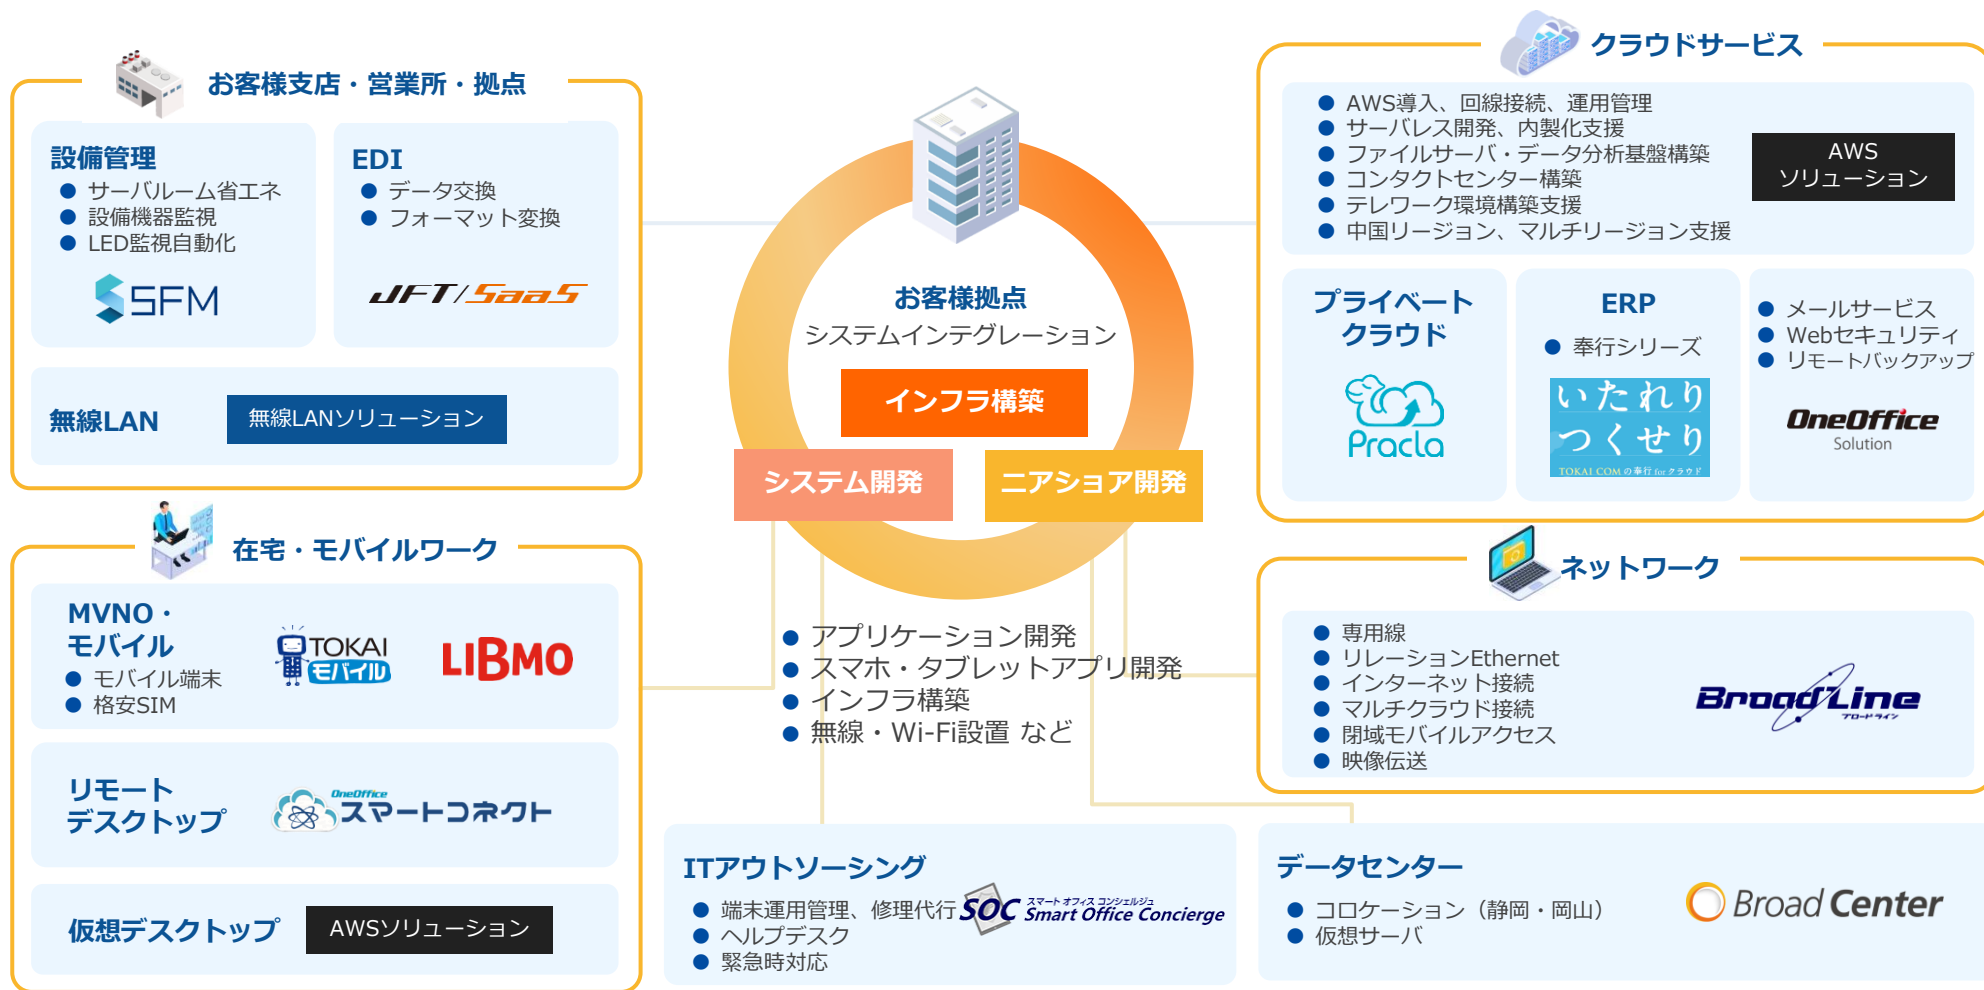 お客様支店・営業所・拠点
設備管理
● サーバルーム省エネ
● 設備機器監視
● LED監視自動化
SFM
EDI
● データ交換
● フォーマット変換
JFT/SaaS
無線LAN
無線LANソリューション
在宅・モバイルワーク
MVNO・
モバイル
● モバイル端末
● 格安SIM
TOKAI
モバイル
LIBMO
リモート
デスクトップ
OneOffice
スマートコネクト
仮想デスクトップ
AWSソリューション
お客様拠点
システムインテグレーション
インフラ構築
システム開発
ニアショア開発
● アプリケーション開発
● スマホ・タブレットアプリ開発
● インフラ構築
● 無線・Wi-Fi設置 など
ITアウトソーシング
● 端末運用管理、修理代行
● ヘルプデスク
● 緊急時対応
SOC
スマート オフィス コンシェルジュ
Smart Office Concierge
クラウドサービス
● AWS導入、回線接続、運用管理
● サーバレス開発、内製化支援
● ファイルサーバ・データ分析基盤構築
● コンタクトセンター構築
● テレワーク環境構築支援
● 中国リージョン、マルチリージョン支援
AWS
ソリューション
プライベート
クラウド
Pracla
ERP
● 奉行シリーズ
いたれり
つくせり
TOKAI COM の奉行 for クラウド
● メールサービス
● Webセキュリティ
● リモートバックアップ
OneOffice
Solution
ネットワーク
● 専用線
● リレーションEthernet
● インターネット接続
● マルチクラウド接続
● 閉域モバイルアクセス
● 映像伝送
BroadLine
ブロードライン
データセンター
● コロケーション（静岡・岡山）
● 仮想サーバ
Broad Center